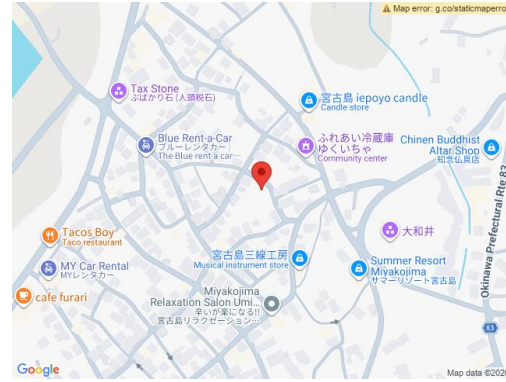 Map error: g.co/staticmaperro
Tax Stone
ぶばかり石 (人頭税石)
宮古島 iepoyo candle
Candle store
Blue Rent-a-Car
ブルーレンタカー
The Blue rent a car…
ふれあい冷蔵庫
ゆくいちゃ
Community center
Chinen Buddhist
Altar Shop
知念仏具店
Tacos Boy
Taco restaurant
大和井
宮古島三線工房
Musical instrument store
MY Car Rental
MYレンタカー
Summer Resort
Miyakojima
サマーリゾート宮古島
Okinawa Prefectural Rte 83
cafe furari
Miyakojima
Relaxation Salon Umi...
辛いが楽になる!!
宮古島リラクゼーション…
83
Google
Map data ©2026